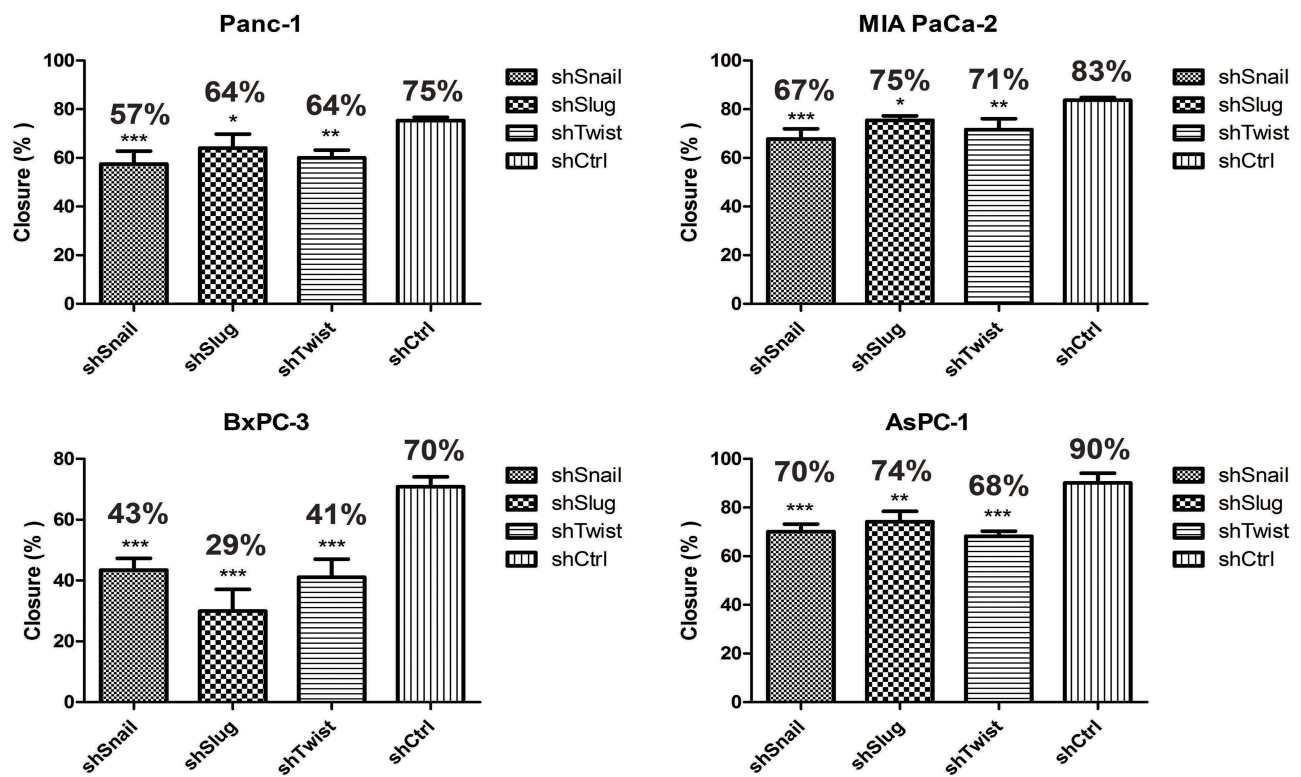 Panc-1
Closure (% )
100
80
60
40
20
0
57%
***
64%
*
64%
**
75%
shSnail
shSlug
shTwist
shCtrl
shSnail
shSlug
shTwist
shCtrl
MIA PaCa-2
Closure (% )
100
80
60
40
20
0
67%
***
75%
*
71%
**
83%
shSnail
shSlug
shTwist
shCtrl
shSnail
shSlug
shTwist
shCtrl
BxPC-3
Closure (% )
80
60
40
20
0
43%
***
29%
***
41%
***
70%
shSnail
shSlug
shTwist
shCtrl
shSnail
shSlug
shTwist
shCtrl
AsPC-1
Closure (% )
100
80
60
40
20
0
70%
***
74%
**
68%
***
90%
shSnail
shSlug
shTwist
shCtrl
shSnail
shSlug
shTwist
shCtrl